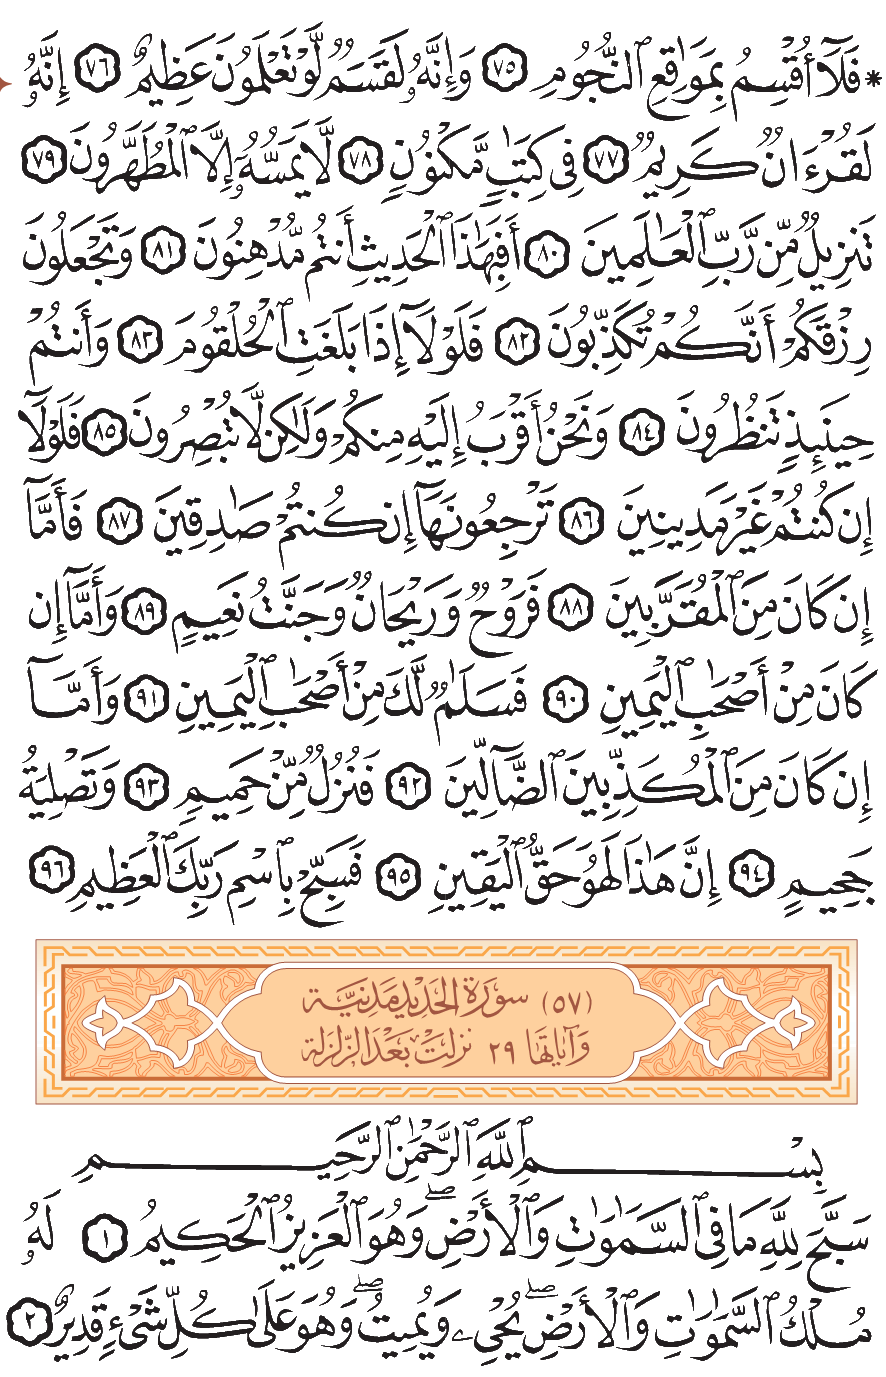 * فَلَآ أُقْسِمُ بِمَوَٰقِعِ ٱلنُّجُومِ ٧٥ وَإِنَّهُۥ لَقَسَمٌ لَّوْ تَعْلَمُونَ عَظِيمٌ ٧٦ إِنَّهُۥ
لَقُرْءَانٌ كَرِيمٌ ٧٧ فِى كِتَٰبٍ مَّكْنُونٍ ٧٨ لَّا يَمَسُّهُۥٓ إِلَّا ٱلْمُطَهَّرُونَ ٧٩
تَنزِيلٌ مِّن رَّبِّ ٱلْعَٰلَمِينَ ٨٠ أَفَبِهَٰذَا ٱلْحَدِيثِ أَنتُم مُّدْهِنُونَ ٨١ وَتَجْعَلُونَ
رِزْقَكُمْ أَنَّكُمْ تُكَذِّبُونَ ٨٢ فَلَوْلَآ إِذَا بَلَغَتِ ٱلْحُلْقُومَ ٨٣ وَأَنتُمْ
حِينَئِذٍ تَنظُرُونَ ٨٤ وَنَحْنُ أَقْرَبُ إِلَيْهِ مِنكُمْ وَلَٰكِن لَّا تُبْصِرُونَ ٨٥ فَلَوْلَآ
إِن كُنتُمْ غَيْرَ مَدِينِينَ ٨٦ تَرْجِعُونَهَآ إِن كُنتُمْ صَٰدِقِينَ ٨٧ فَأَمَّآ
إِن كَانَ مِنَ ٱلْمُقَرَّبِينَ ٨٨ فَرَوْحٌ وَرَيْحَانٌ وَجَنَّتُ نَعِيمٍ ٨٩ وَأَمَّآ إِن
كَانَ مِنْ أَصْحَٰبِ ٱلْيَمِينِ ٩٠ فَسَلَٰمٌ لَّكَ مِنْ أَصْحَٰبِ ٱلْيَمِينِ ٩١ وَأَمَّآ
إِن كَانَ مِنَ ٱلْمُكَذِّبِينَ ٱلضَّآلِّينَ ٩٢ فَنُزُلٌ مِّنْ حَمِيمٍ ٩٣ وَتَصْلِيَةُ
جَحِيمٍ ٩٤ إِنَّ هَٰذَا لَهُوَ حَقُّ ٱلْيَقِينِ ٩٥ فَسَبِّحْ بِٱسْمِ رَبِّكَ ٱلْعَظِيمِ ٩٦
(٥٧) سورة الحديد مدنيّة
وآياتها ٢٩ نزلت بعد الزلزلة
بِسْمِ ٱللَّهِ ٱلرَّحْمَٰنِ ٱلرَّحِيمِ
سَبَّحَ لِلَّهِ مَا فِى ٱلسَّمَٰوَٰتِ وَٱلْأَرْضِۖ وَهُوَ ٱلْعَزِيزُ ٱلْحَكِيمُ ١ لَهُۥ
مُلْكُ ٱلسَّمَٰوَٰتِ وَٱلْأَرْضِۖ يُحْىِۦ وَيُمِيتُۖ وَهُوَ عَلَىٰ كُلِّ شَىْءٍ قَدِيرٌ ٢